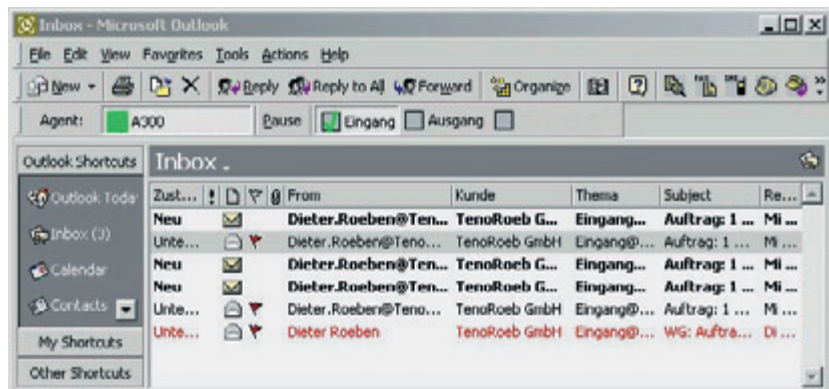 Inbox - Microsoft Outlook
File Edit View Favorites Tools Actions Help
New Reply Reply to All Forward Organize
Agent: A300 Pause Eingang Ausgang
Outlook Shortcuts Inbox .
Outlook Today
Inbox (3)
Calendar
Contacts
My Shortcuts
Other Shortcuts
Zust... ! From Kunde Thema Subject Re...
Neu Dieter.Roeben@Ten... TenoRoeb G... Eingang... Auftrag: 1 ... Mi ...
Unte... Dieter.Roeben@Teno... TenoRoeb GmbH Eingang@... Auftrag: 1 ... Mi ...
Neu Dieter.Roeben@Ten... TenoRoeb G... Eingang... Auftrag: 1 ... Mi ...
Neu Dieter.Roeben@Ten... TenoRoeb G... Eingang... Auftrag: 1 ... Mi ...
Unte... Dieter.Roeben@Teno... TenoRoeb GmbH Eingang@... Auftrag: 1 ... Mi ...
Unte... Dieter Roeben TenoRoeb GmbH Eingang@... WG: Auftra... Di ...